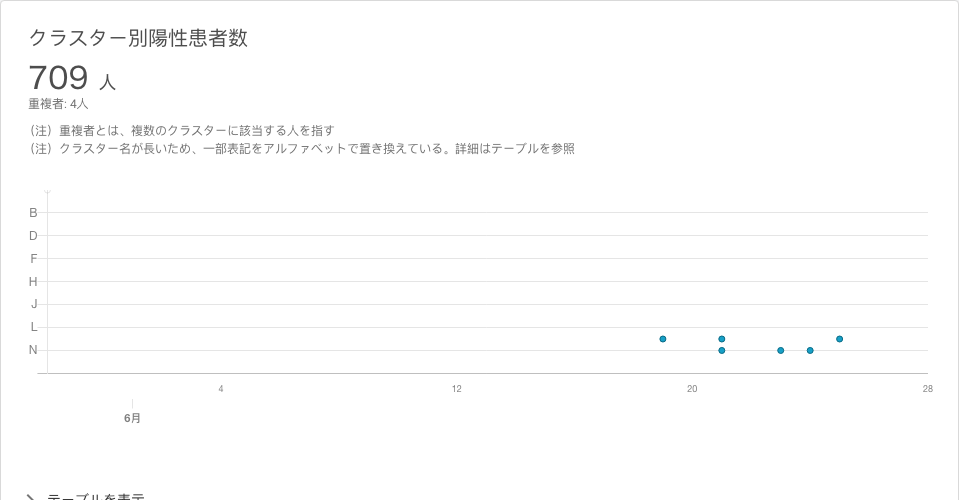 クラスター別陽性患者数
709 人
重複者: 4人
（注）重複者とは、複数のクラスターに該当する人を指す
（注）クラスター名が長いため、一部表記をアルファベットで置き換えている。詳細はテーブルを参照
B
D
F
H
J
L
N
4 12 20 28
6月
テーブルを表示